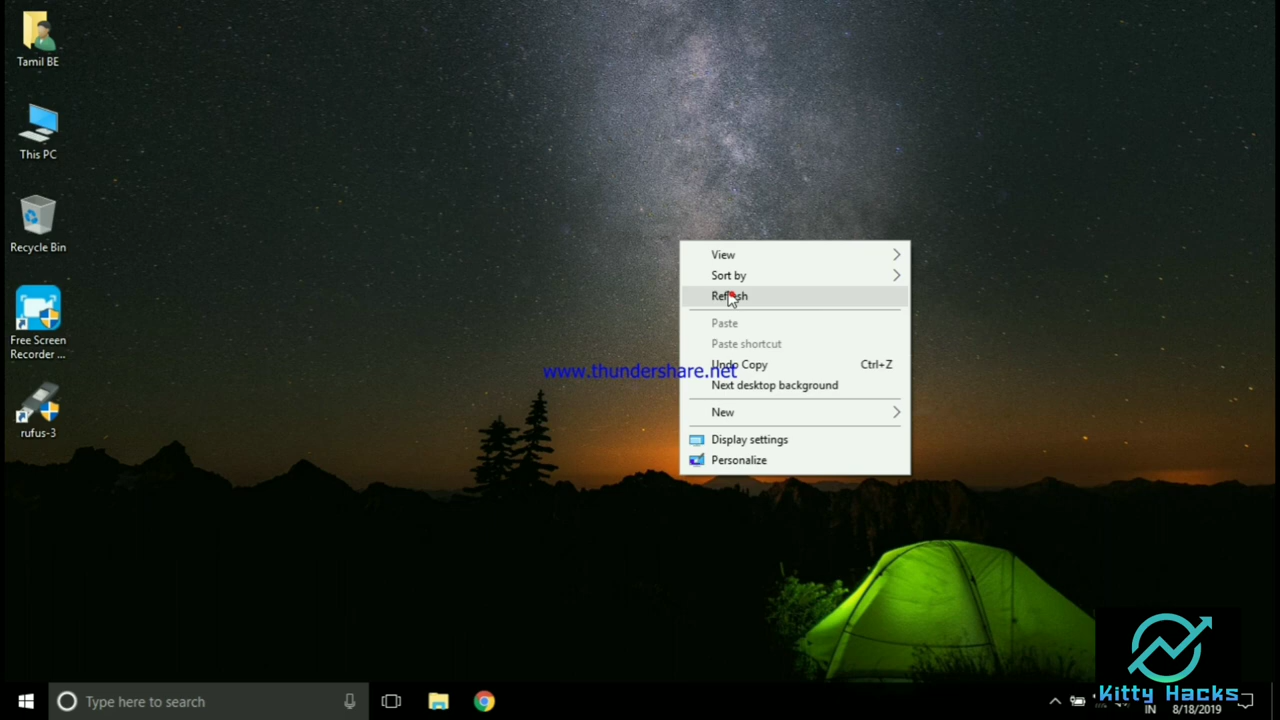 Tamil BE
This PC
Recycle Bin
Free Screen
Recorder ...
rufus-3
View
Sort by
Refresh
Paste
Paste shortcut
Undo Copy Ctrl+Z
www.thundershare.net
Next desktop background
New
Display settings
Personalize
Kitty Hacks
Type here to search
IN
8/18/2019